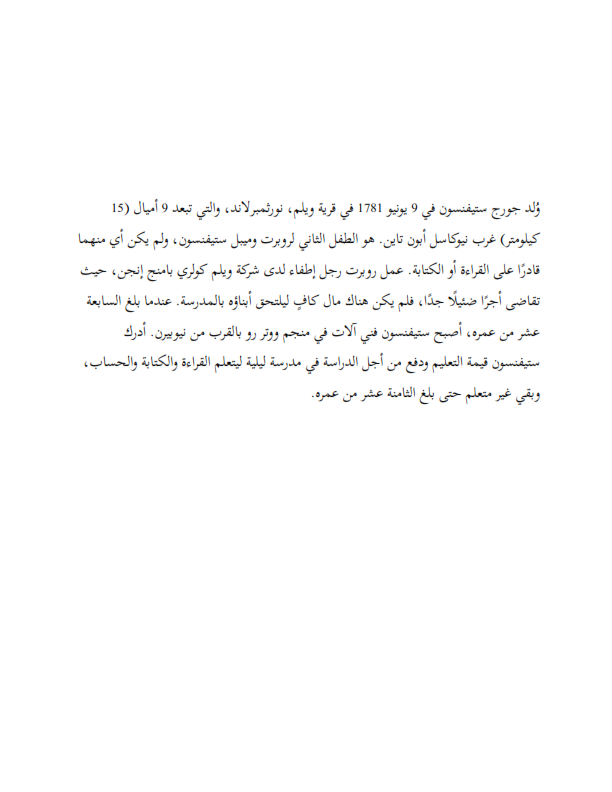 وُلد جورج ستيفنسون في 9 يونيو 1781 في قرية ويلم، نورثمبرلاند، والتي تبعد 9 أميال (15
كيلومتر) غرب نيوكاسل أبون تاين. هو الطفل الثاني لروبرت وميبل ستيفنسون، ولم يكن أي منهما
قادرًا على القراءة أو الكتابة. عمل روبرت رجل إطفاء لدى شركة ويلم كولري بامنج إنجن، حيث
تقاضى أجرًا ضئيلًا جدًا، فلم يكن هناك مال كافٍ ليلتحق أبناؤه بالمدرسة. عندما بلغ السابعة
عشر من عمره، أصبح ستيفنسون فني آلات في منجم ووتر رو بالقرب من نيوبيرن. أدرك
ستيفنسون قيمة التعليم ودفع من أجل الدراسة في مدرسة ليلية ليتعلم القراءة والكتابة والحساب،
وبقي غير متعلم حتى بلغ الثامنة عشر من عمره.